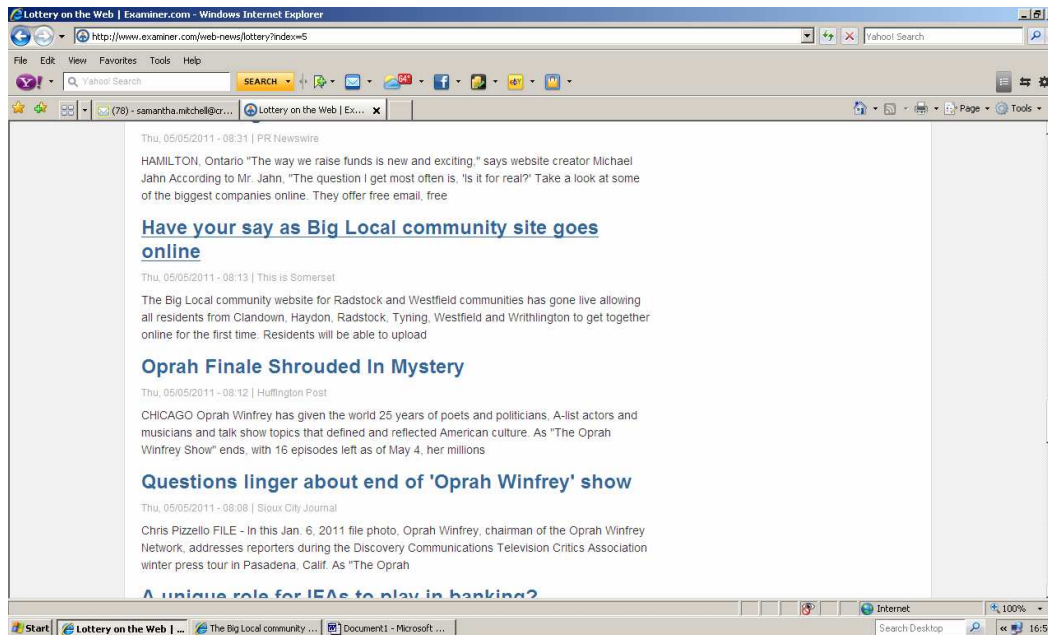 Lottery on the Web | Examiner.com - Windows Internet Explorer
http://www.examiner.com/web-news/lottery?index=5
Yahoo! Search
File Edit View Favorites Tools Help
Y! Yahoo! Search SEARCH
(78) - samantha.mitchell@cr... Lottery on the Web | Ex... Page Tools
Thu, 05/05/2011 - 08:31 | PR Newswire
HAMILTON, Ontario "The way we raise funds is new and exciting," says website creator Michael
Jahn According to Mr. Jahn, "The question I get most often is, 'Is it for real?' Take a look at some
of the biggest companies online. They offer free email, free
Have your say as Big Local community site goes
online
Thu, 05/05/2011 - 08:13 | This is Somerset
The Big Local community website for Radstock and Westfield communities has gone live allowing
all residents from Clandown, Haydon, Radstock, Tyning, Westfield and Writhlington to get together
online for the first time. Residents will be able to upload
Oprah Finale Shrouded In Mystery
Thu, 05/05/2011 - 08:12 | Huffington Post
CHICAGO Oprah Winfrey has given the world 25 years of poets and politicians, A-list actors and
musicians and talk show topics that defined and reflected American culture. As "The Oprah
Winfrey Show" ends, with 16 episodes left as of May 4, her millions
Questions linger about end of 'Oprah Winfrey' show
Thu, 05/05/2011 - 08:08 | Sioux City Journal
Chris Pizzello FILE - In this Jan. 6, 2011 file photo, Oprah Winfrey, chairman of the Oprah Winfrey
Network, addresses reporters during the Discovery Communications Television Critics Association
winter press tour in Pasadena, Calif. As "The Oprah
A unique role for IFAs to play in banking?
Internet 100%
Start Lottery on the Web | ... The Big Local community ... Document1 - Microsoft ... Search Desktop 16:5